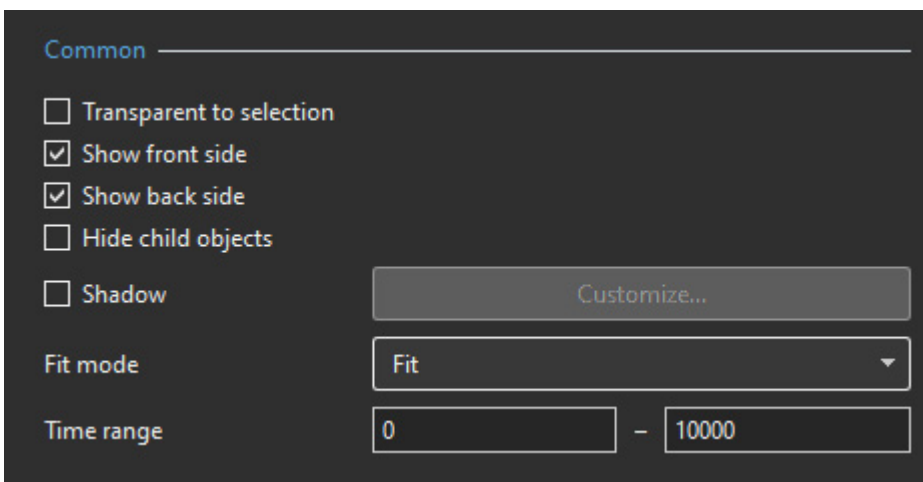 Common
Transparent to selection
Show front side
Show back side
Hide child objects
Shadow Customize...
Fit mode Fit
Time range 0 – 10000